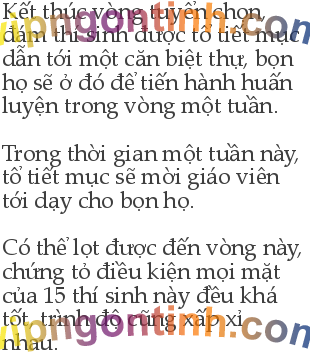 Kết thúc vòng tuyển chọn,
đám thí sinh được tổ tiết mục
dẫn tới một căn biệt thự, bọn
họ sẽ ở đó để tiến hành huấn
luyện trong vòng một tuần.
Trong thời gian một tuần này,
tổ tiết mục sẽ mời giáo viên
tới dạy cho bọn họ.
Có thể lọt được đến vòng này,
chứng tỏ điều kiện mọi mặt
của 15 thí sinh này đều khá
tốt, trình độ cũng xấp xỉ
nhau.